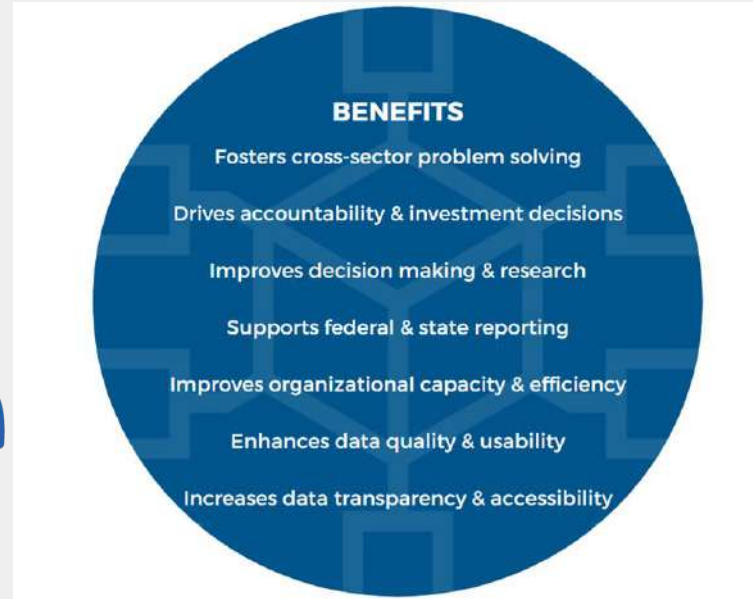 BENEFITS
Fosters cross-sector problem solving
Drives accountability & investment decisions
Improves decision making & research
Supports federal & state reporting
Improves organizational capacity & efficiency
Enhances data quality & usability
Increases data transparency & accessibility